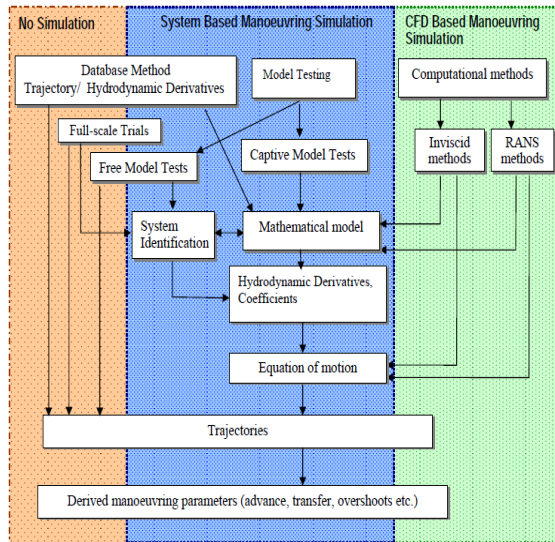 No Simulation
System Based Manoeuvring Simulation
CFD Based Manoeuvring
Simulation
Database Method
Trajectory/ Hydrodynamic Derivatives
Model Testing
Computational methods
Full-scale Trials
Free Model Tests
Captive Model Tests
Inviscid
methods
RANS
methods
System
Identification
Mathematical model
Hydrodynamic Derivatives,
Coefficients
Equation of motion
Trajectories
Derived manoeuvring parameters (advance, transfer, overshoots etc.)